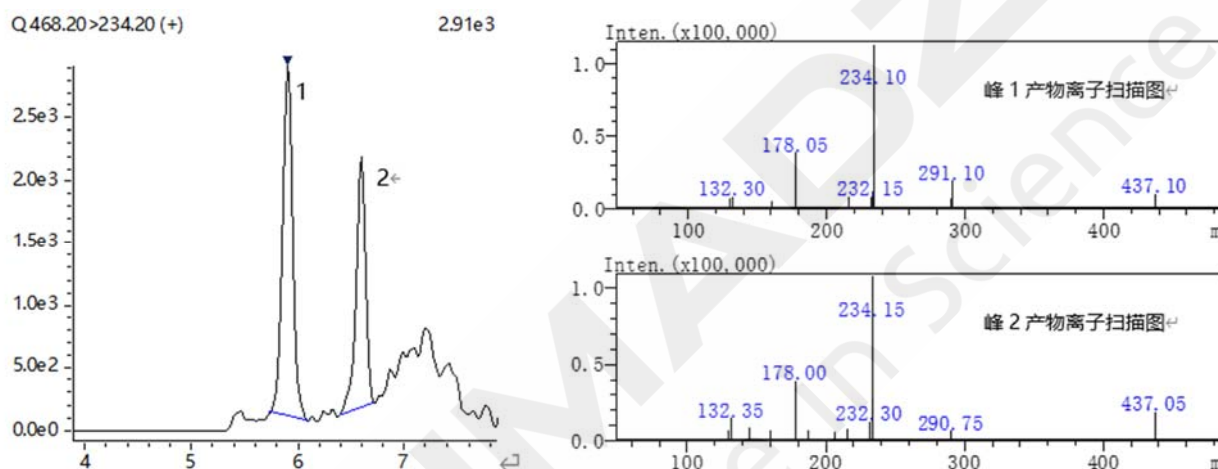 Q 468.20>234.20 (+) 2.91e3
2.5e3
2.0e3
1.5e3
1.0e3
5.0e2
0.0e0
1
2↵
4 5 6 7
Inten.(x100,000)
1.0
0.5
0.0
234.10
178.05
132.30
232.15
291.10
437.10
峰 1 产物离子扫描图↵
100 200 300 400 m
Inten.(x100,000)
1.0
0.5
0.0
234.15
178.00
132.35
232.30
290.75
437.05
峰 2 产物离子扫描图↵
100 200 300 400 m
IMADZ
in Science